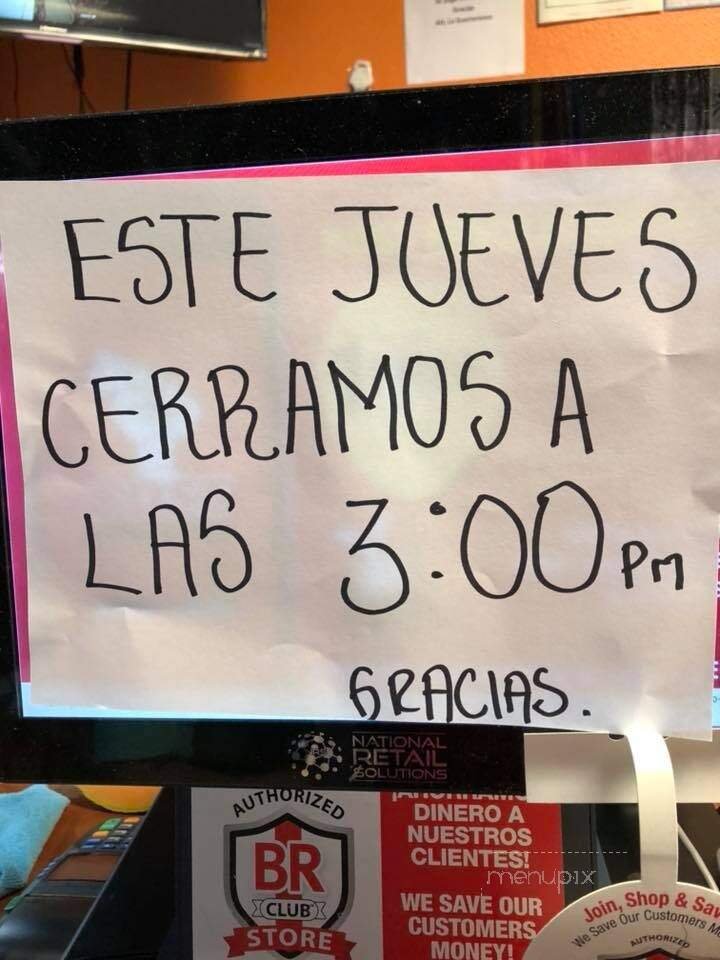 ESTE JUEVES
CERRAMOS A
LAS 3:00 PM
GRACIAS.
NATIONAL
RETAIL
SOLUTIONS
AUTHORIZED
BR
CLUB
STORE
DINERO A
NUESTROS
CLIENTES!
WE SAVE OUR
CUSTOMERS
MONEY!
menupix
Join, Shop & Sav
We Save Our Customers M
AUTHORIZED